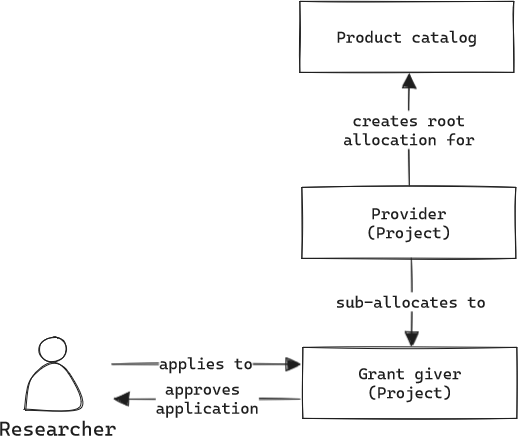 Product catalog
creates root
allocation for
Provider
(Project)
sub-allocates to
applies to
approves
application
Grant giver
(Project)
Researcher